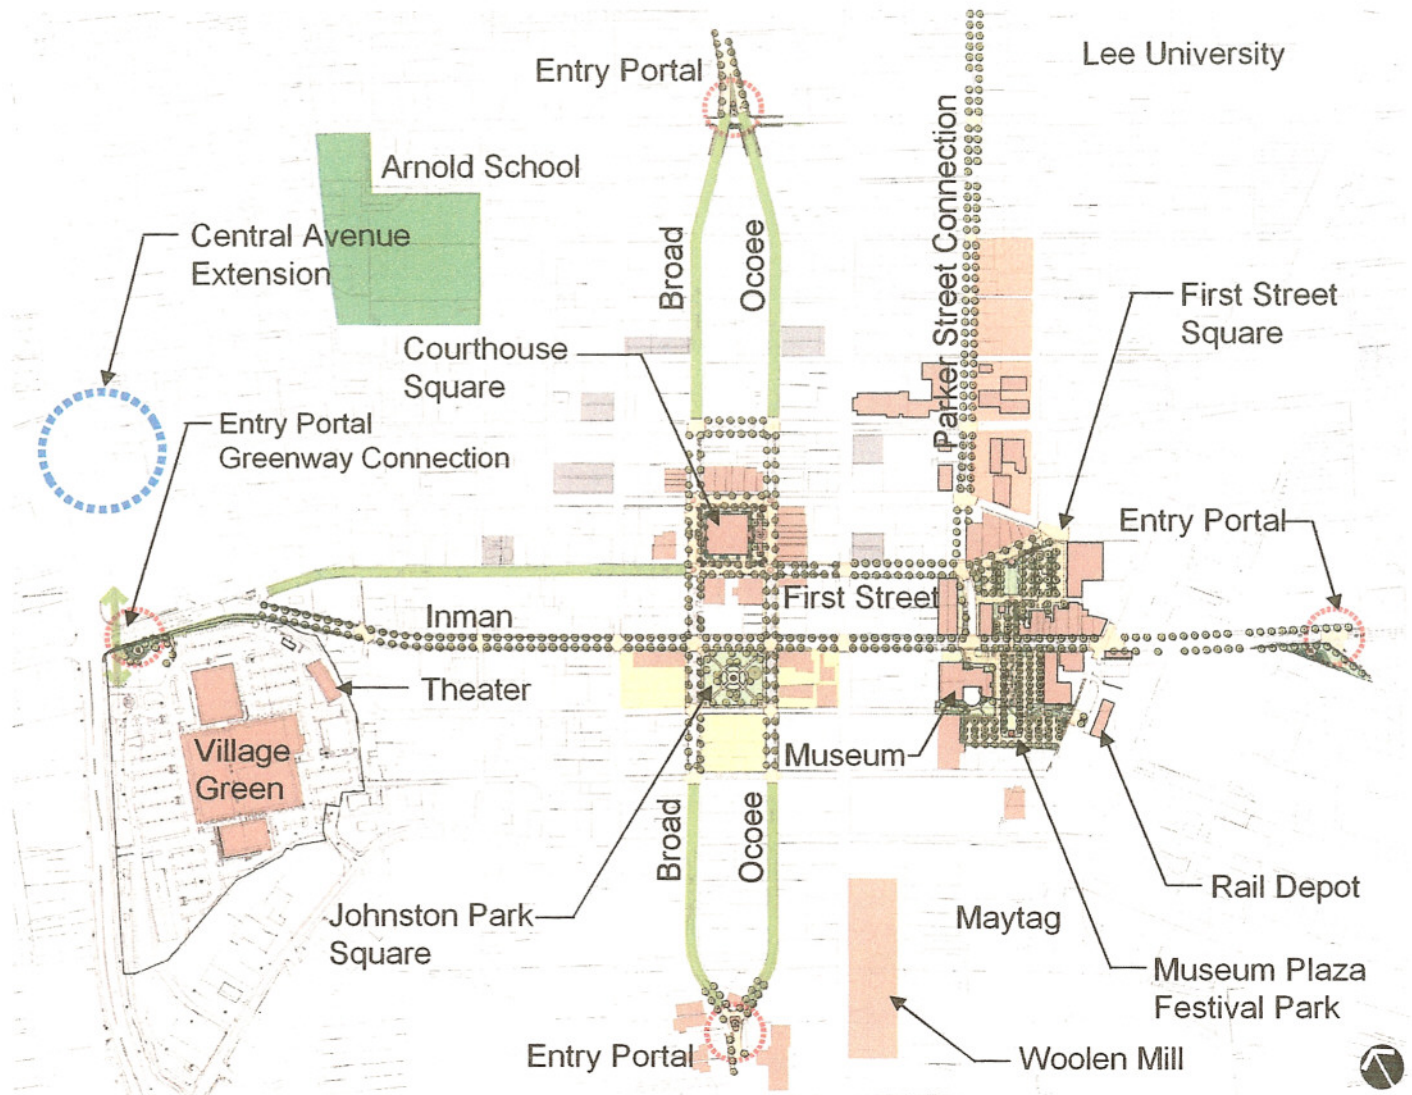 Lee University
Entry Portal
Parker Street Connection
Arnold School
Central Avenue
Extension
Broad
Ocoee
First Street
Square
Courthouse
Square
Entry Portal
Greenway Connection
Entry Portal
Inman
First Street
Theater
Village
Green
Museum
Broad
Ocoee
Rail Depot
Johnston Park
Square
Maytag
Museum Plaza
Festival Park
Entry Portal
Woolen Mill